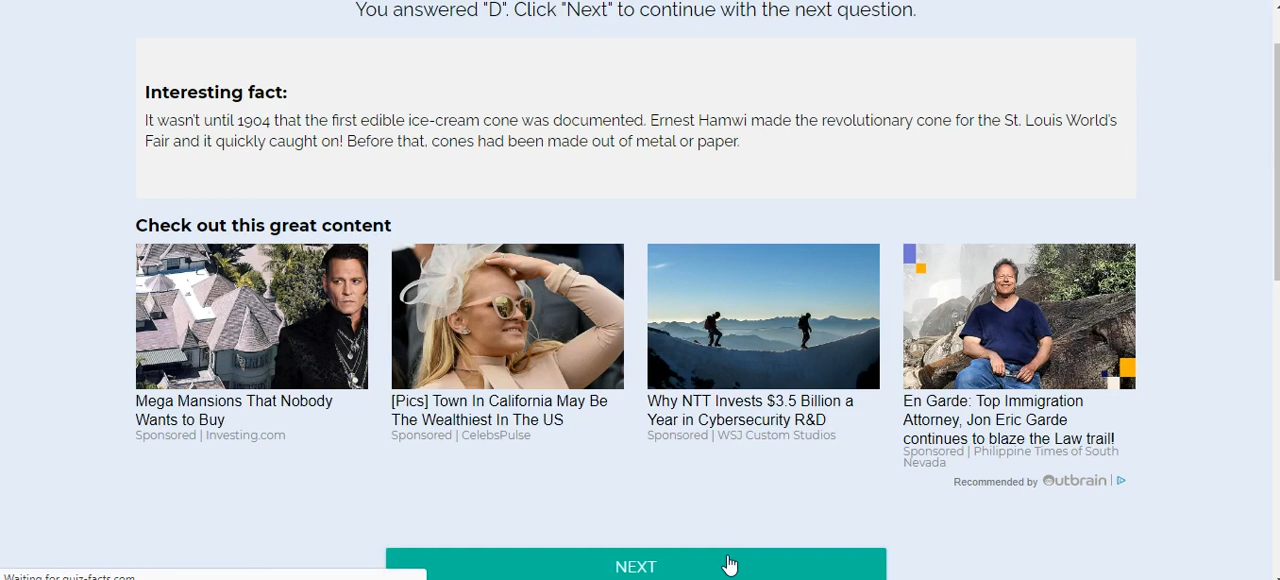 You answered "D". Click "Next" to continue with the next question.
Interesting fact:
It wasn't until 1904 that the first edible ice-cream cone was documented. Ernest Hamwi made the revolutionary cone for the St. Louis World's
Fair and it quickly caught on! Before that, cones had been made out of metal or paper.
Check out this great content
Mega Mansions That Nobody
Wants to Buy
Sponsored | Investing.com
[Pics] Town In California May Be
The Wealthiest In The US
Sponsored | CelebsPulse
Why NTT Invests $3.5 Billion a
Year in Cybersecurity R&D
Sponsored | WSJ Custom Studios
En Garde: Top Immigration
Attorney, Jon Eric Garde
continues to blaze the Law trail!
Sponsored | Philippine Times of South
Nevada
Recommended by Outbrain |
NEXT
Waiting for quiz-facts.com